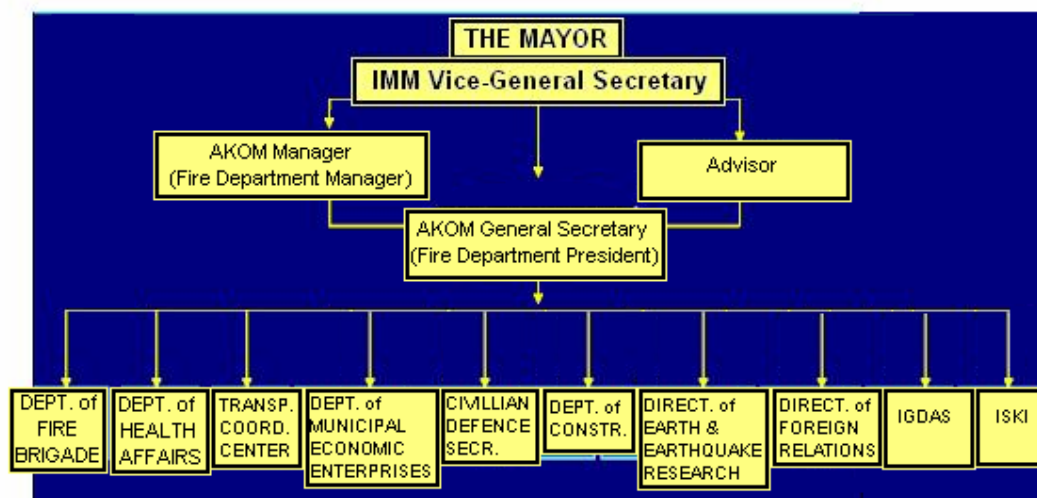 THE MAYOR
IMM Vice-General Secretary
AKOM Manager
(Fire Department Manager)
Advisor
AKOM General Secretary
(Fire Department President)
DEPT. of
FIRE
BRIGADE
DEPT. of
HEALTH
AFFAIRS
TRANSP.
COORD.
CENTER
DEPT. of
MUNICIPAL
ECONOMIC
ENTERPRISES
CIVILLIAN
DEFENCE
SECR.
DEPT. of
CONSTR.
DIRECT. of
EARTH &
EARTHQUAKE
RESEARCH
DIRECT. of
FOREIGN
RELATIONS
IGDAS
ISKI